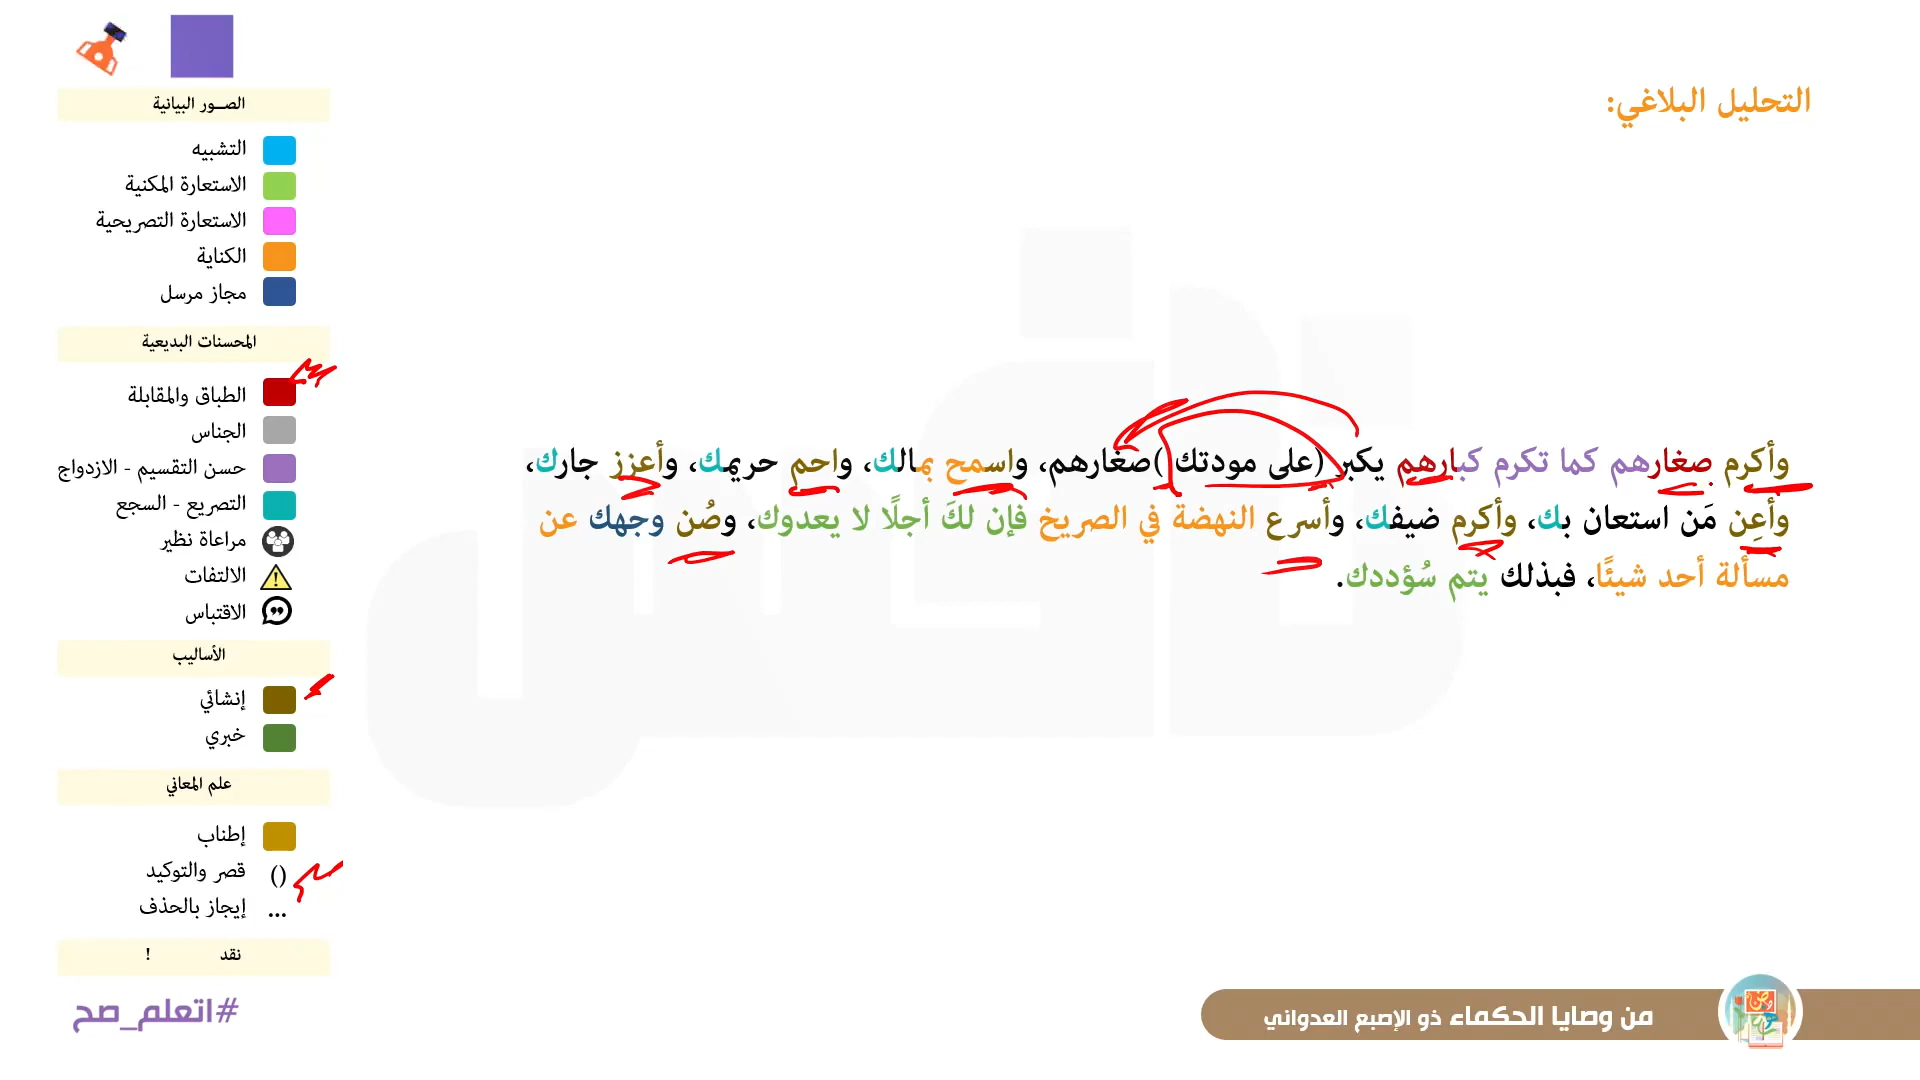 التحليل البلاغي:
وأكرم صغارهم كما تكرم كبارهم يكبر (على مودتك )صغارهم، واسمح بمالك، واحمِ حريمك، وأعزز جارك،
وأعِن مَن استعان بك، وأكرم ضيفك، وأسرع النهضة في الصريخ فإن لكَ أجلًا لا يعدوك، وصُن وجهك عن
مسألة أحد شيئًا، فبذلك يتم سُؤددك.
الصـور البيانية
التشبيه
الاستعارة المكنية
الاستعارة التصريحية
الكناية
مجاز مرسل
المحسنات البديعية
الطباق والمقابلة
الجناس
حسن التقسيم - الازدواج
التصريع - السجع
مراعاة نظير
الالتفات
الاقتباس
الأساليب
إنشائي
خبري
علم المعاني
إطناب
() قصر والتوكيد
... إيجاز بالحذف
نقد !
#اتعلم_صح
من وصايا الحكماء ذو الإصبع العدواني